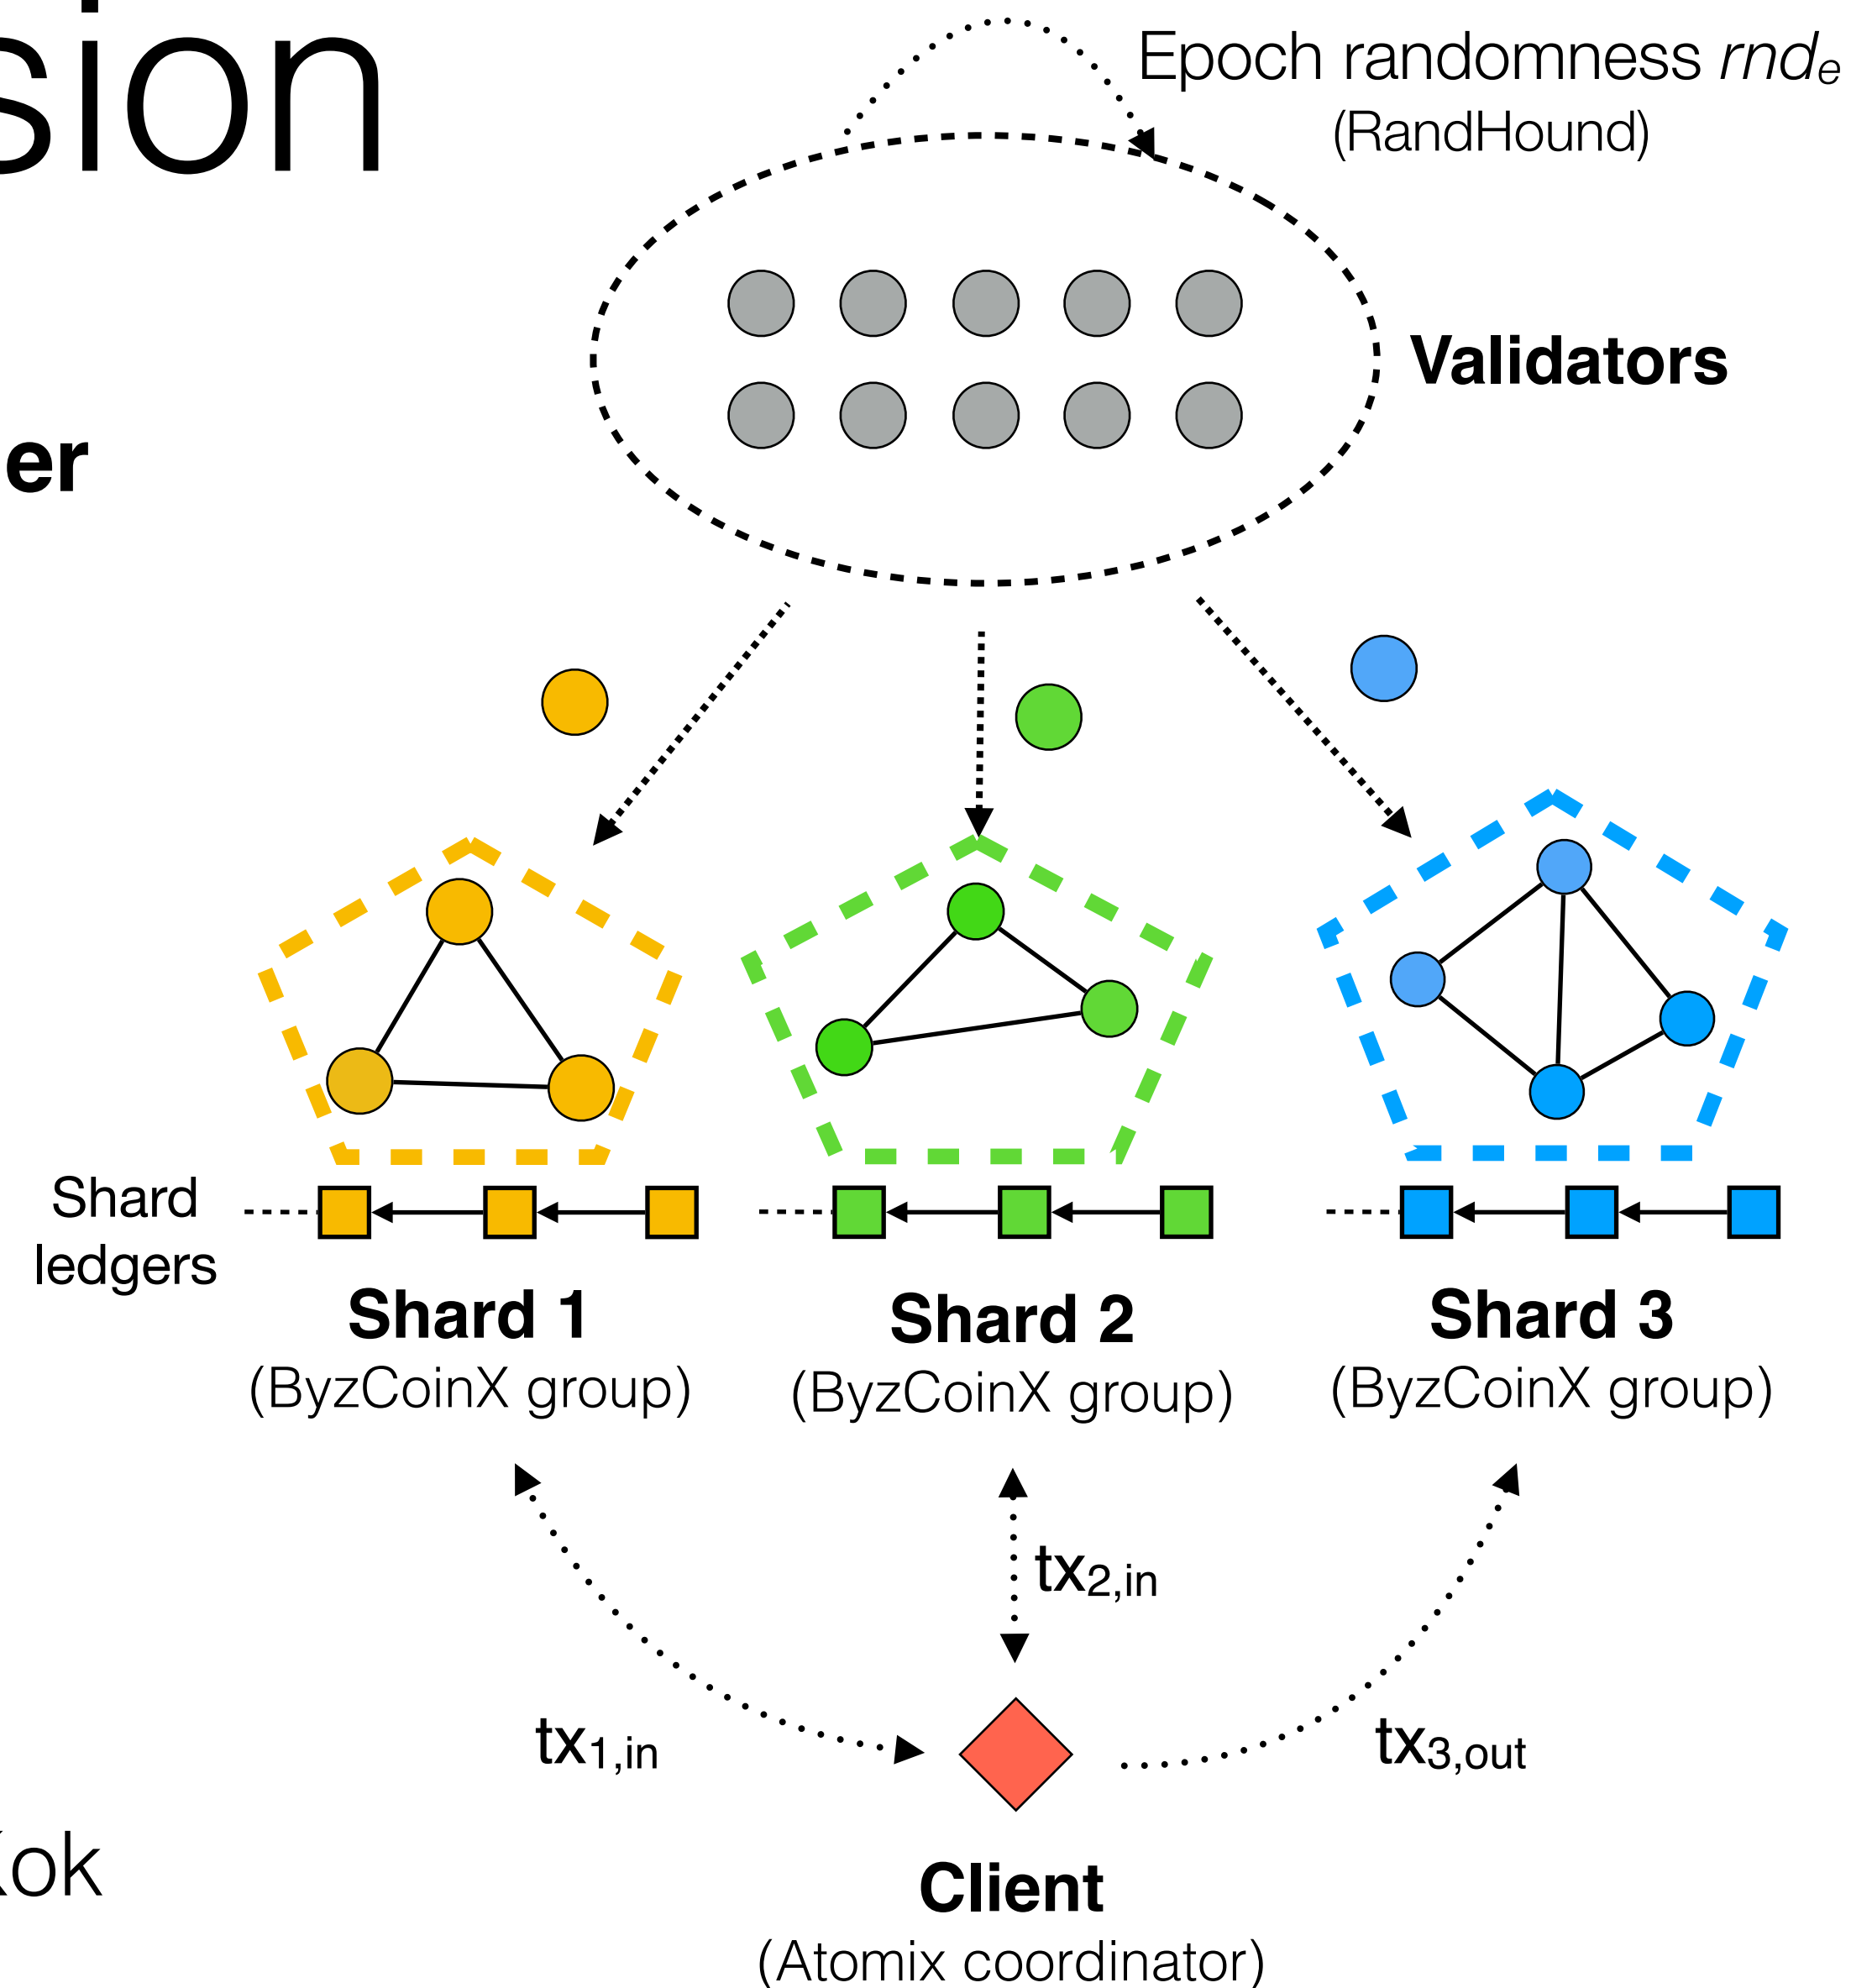 sion
Epoch randomness rnde
(RandHound)
Validators
er
Shard
ledgers
Shard 1
(ByzCoinX group)
Shard 2
(ByzCoinX group)
Shard 3
(ByzCoinX group)
tx2,in
tx1,in
tx3,out
Kok
Client
(Atomix coordinator)